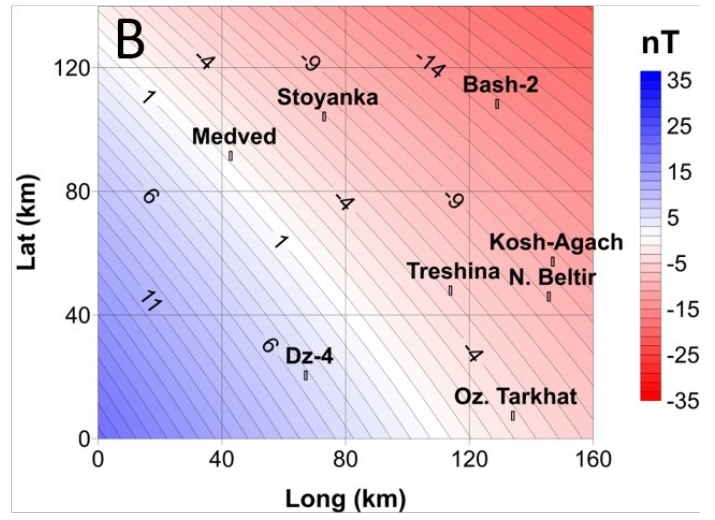 B
nT
-4
-9
-14
120
1
Stoyanka
Bash-2
Medved
80
6
-4
-9
1
Kosh-Agach
Treshina
N. Beltir
11
40
6
-4
Dz-4
Oz. Tarkhat
0
0
40
80
120
160
Lat (km)
Long (km)
35
25
15
5
-5
-15
-25
-35